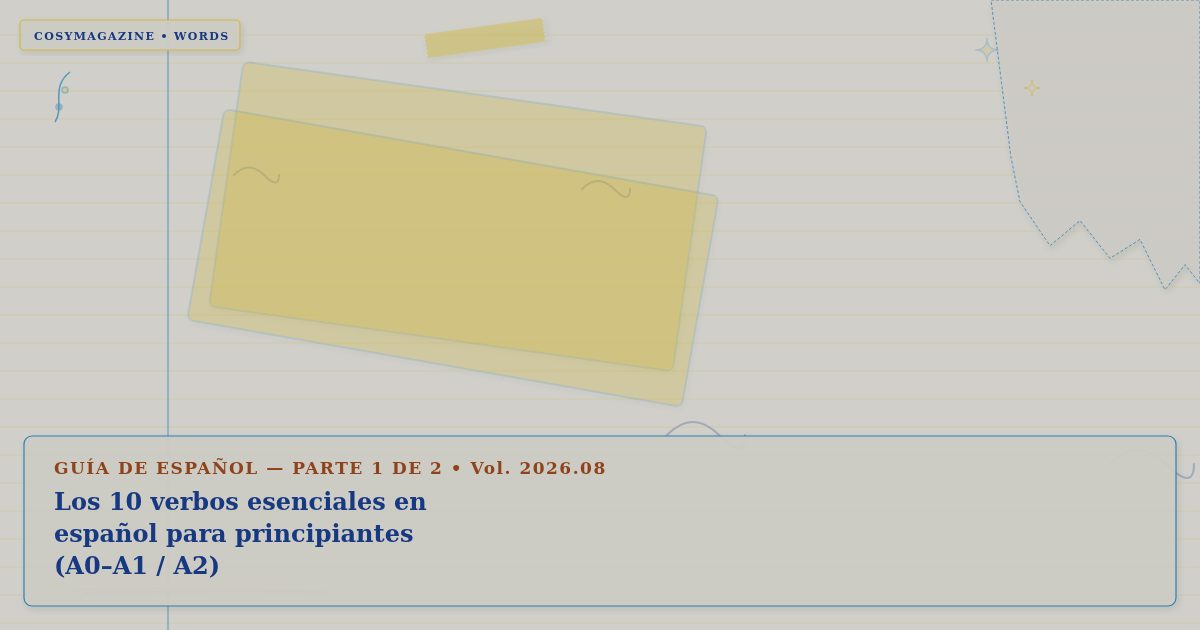 COSYMAGAZINE • WORDS
GUÍA DE ESPAÑOL — PARTE 1 DE 2 • Vol. 2026.08
Los 10 verbos esenciales en
español para principiantes
(A0–A1 / A2)